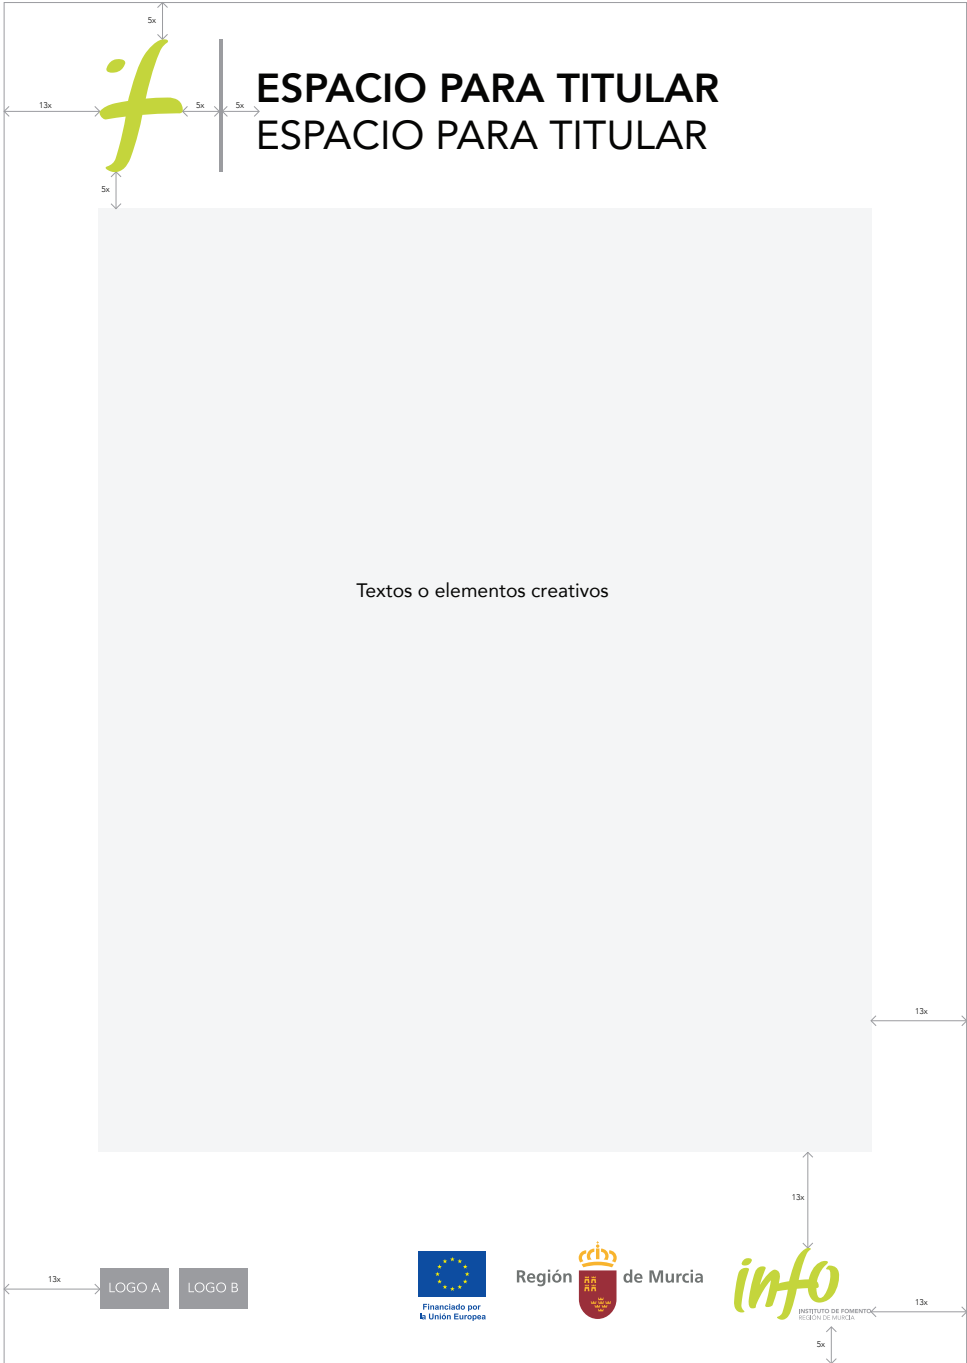 5x
ESPACIO PARA TITULAR
13x
5x
5x
ESPACIO PARA TITULAR
5x
Textos o elementos creativos
13x
13x
13x
LOGO A
LOGO B
Financiado por
la Unión Europea
Región de Murcia
info
INSTITUTO DE FOMENTO
REGIÓN DE MURCIA
13x
5x